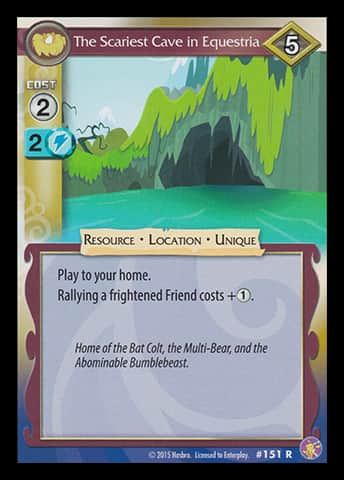 The Scariest Cave in Equestria
5
COST
2
2
RESOURCE • LOCATION • UNIQUE
Play to your home.
Rallying a frightened Friend costs +1.
Home of the Bat Colt, the Multi-Bear, and the
Abominable Bumblebeast.
© 2015 Hasbro. Licensed to Enterplay. #151 R